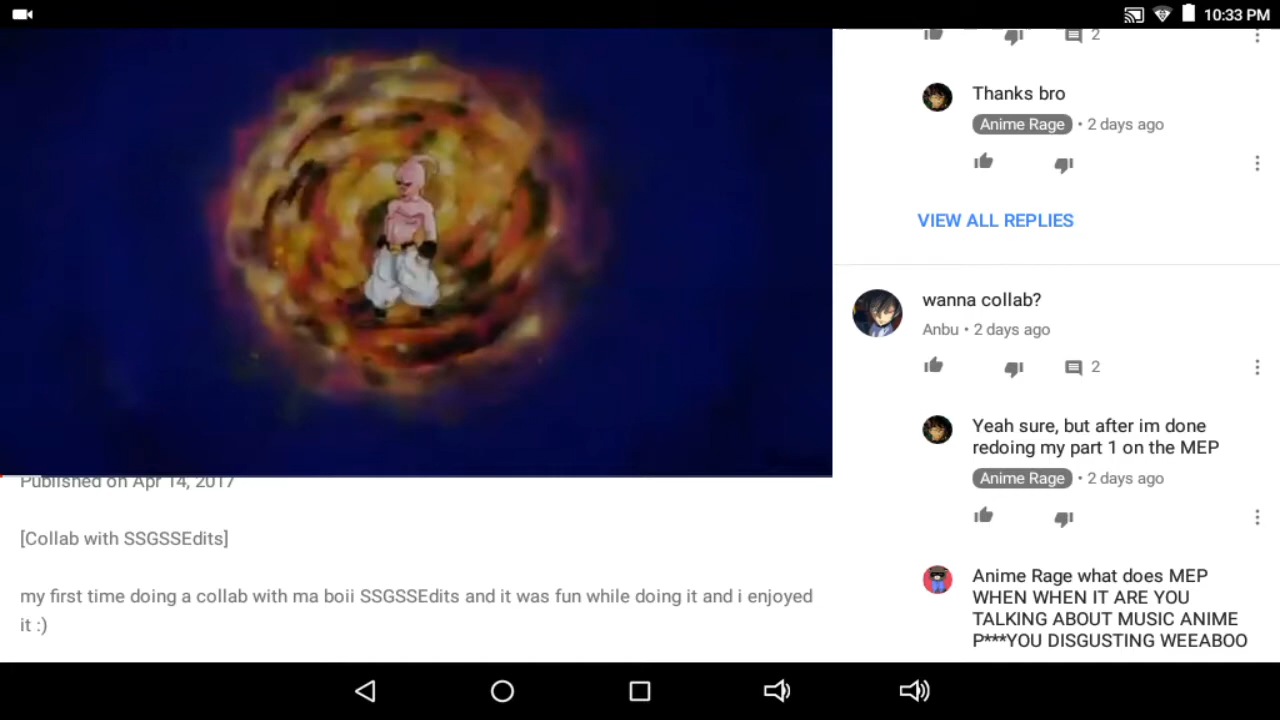 10:33 PM
2
Thanks bro
Anime Rage • 2 days ago
VIEW ALL REPLIES
wanna collab?
Anbu • 2 days ago
2
Yeah sure, but after im done
redoing my part 1 on the MEP
Anime Rage • 2 days ago
Anime Rage what does MEP
WHEN WHEN IT ARE YOU
TALKING ABOUT MUSIC ANIME
P***YOU DISGUSTING WEEABOO
Published on Apr 14, 2017
[Collab with SSGSSEdits]
my first time doing a collab with ma boii SSGSSEdits and it was fun while doing it and i enjoyed
it :)